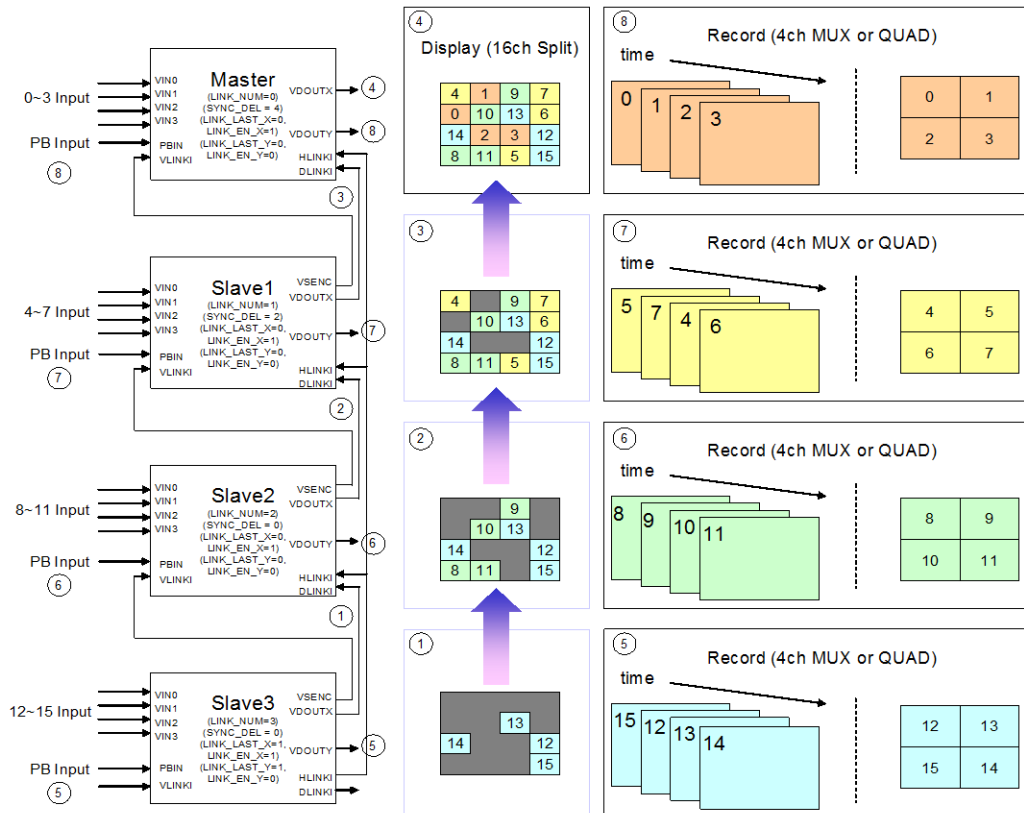 Master
(LINK_NUM=0)
(SYNC_DEL = 4)
(LINK_LAST_X=0,
LINK_EN_X=1)
(LINK_LAST_Y=0,
LINK_EN_Y=0)
VIN0
VIN1
VIN2
VIN3
PBIN
VLINKI
VDOUTX
VDOUTY
HLINKI
DLINKI
0~3 Input
PB Input
8
4
8
3
Slave1
(LINK_NUM=1)
(SYNC_DEL = 2)
(LINK_LAST_X=0,
LINK_EN_X=1)
(LINK_LAST_Y=0,
LINK_EN_Y=0)
VIN0
VIN1
VIN2
VIN3
PBIN
VLINKI
VSENC
VDOUTX
VDOUTY
HLINKI
DLINKI
4~7 Input
PB Input
7
7
2
Slave2
(LINK_NUM=2)
(SYNC_DEL = 0)
(LINK_LAST_X=0,
LINK_EN_X=1)
(LINK_LAST_Y=0,
LINK_EN_Y=0)
VIN0
VIN1
VIN2
VIN3
PBIN
VLINKI
VSENC
VDOUTX
VDOUTY
HLINKI
DLINKI
8~11 Input
PB Input
6
6
1
Slave3
(LINK_NUM=3)
(SYNC_DEL = 0)
(LINK_LAST_X=1,
LINK_EN_X=1)
(LINK_LAST_Y=1,
LINK_EN_Y=0)
VIN0
VIN1
VIN2
VIN3
PBIN
VLINKI
VSENC
VDOUTX
VDOUTY
HLINKI
DLINKI
12~15 Input
PB Input
5
5
4
Display (16ch Split)
4 1 9 7
0 10 13 6
14 2 3 12
8 11 5 15
3
4 9 7
10 13 6
14 12
8 11 5 15
2
9
10 13
14 12
8 11 15
1
13
14 12
15
8
Record (4ch MUX or QUAD)
time
0 1 2 3
0 1
2 3
7
Record (4ch MUX or QUAD)
time
5 7 4 6
4 5
6 7
6
Record (4ch MUX or QUAD)
time
8 9 10 11
8 9
10 11
5
Record (4ch MUX or QUAD)
time
15 12 13 14
12 13
15 14